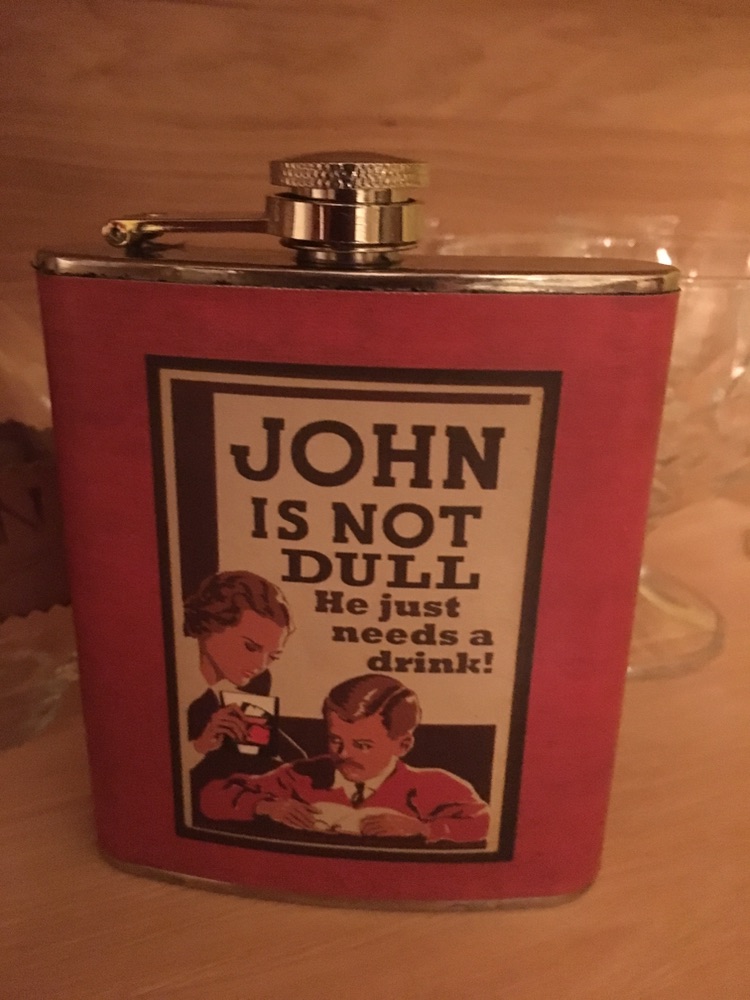 JOHN
IS NOT
DULL
He just
needs a
drink!